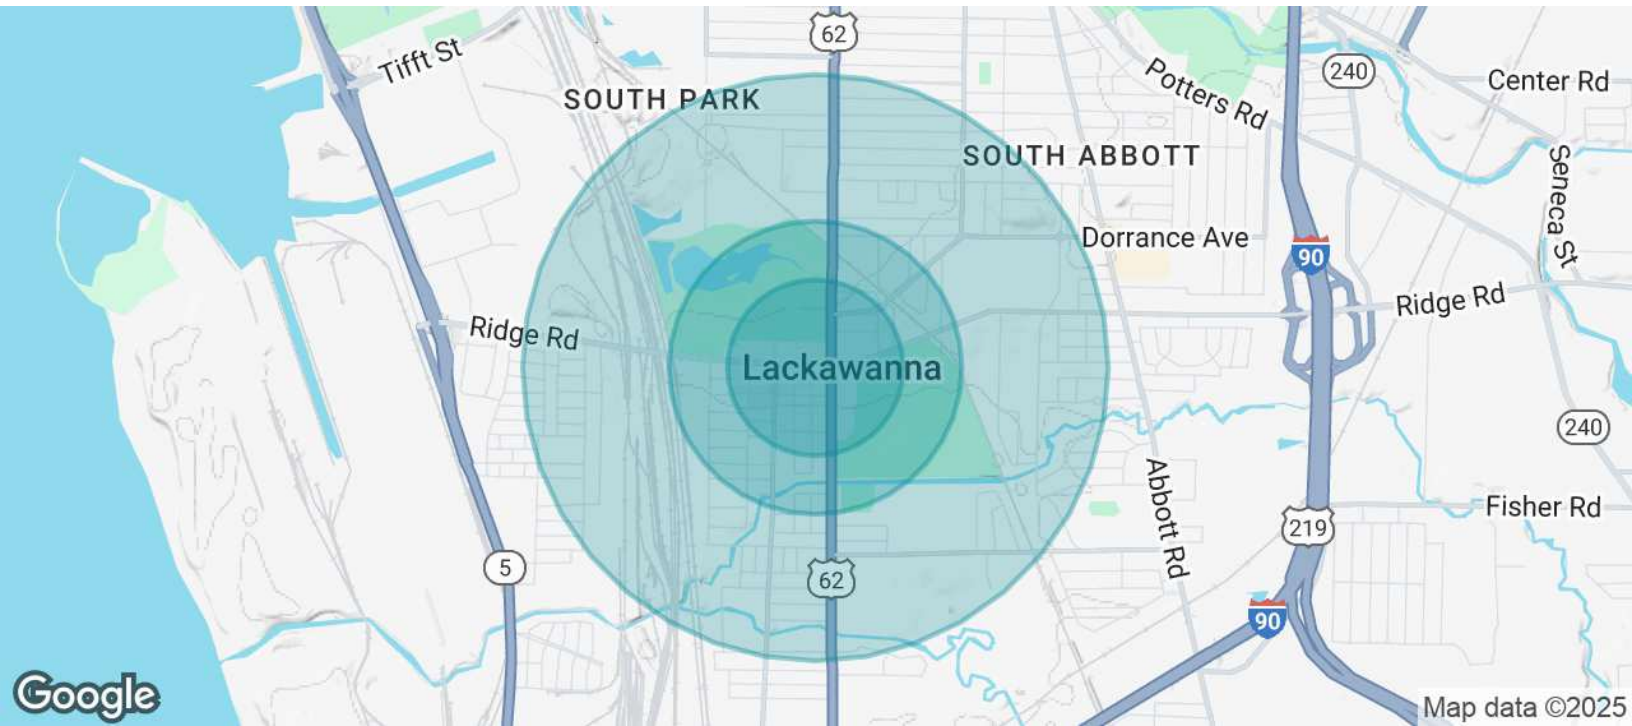 62
Tifft St
240
Center Rd
SOUTH PARK
Potters Rd
SOUTH ABBOTT
Seneca St
Dorrance Ave
90
Ridge Rd
Ridge Rd
Lackawanna
240
Abbott Rd
Fisher Rd
219
5
62
90
Google
Map data ©2025